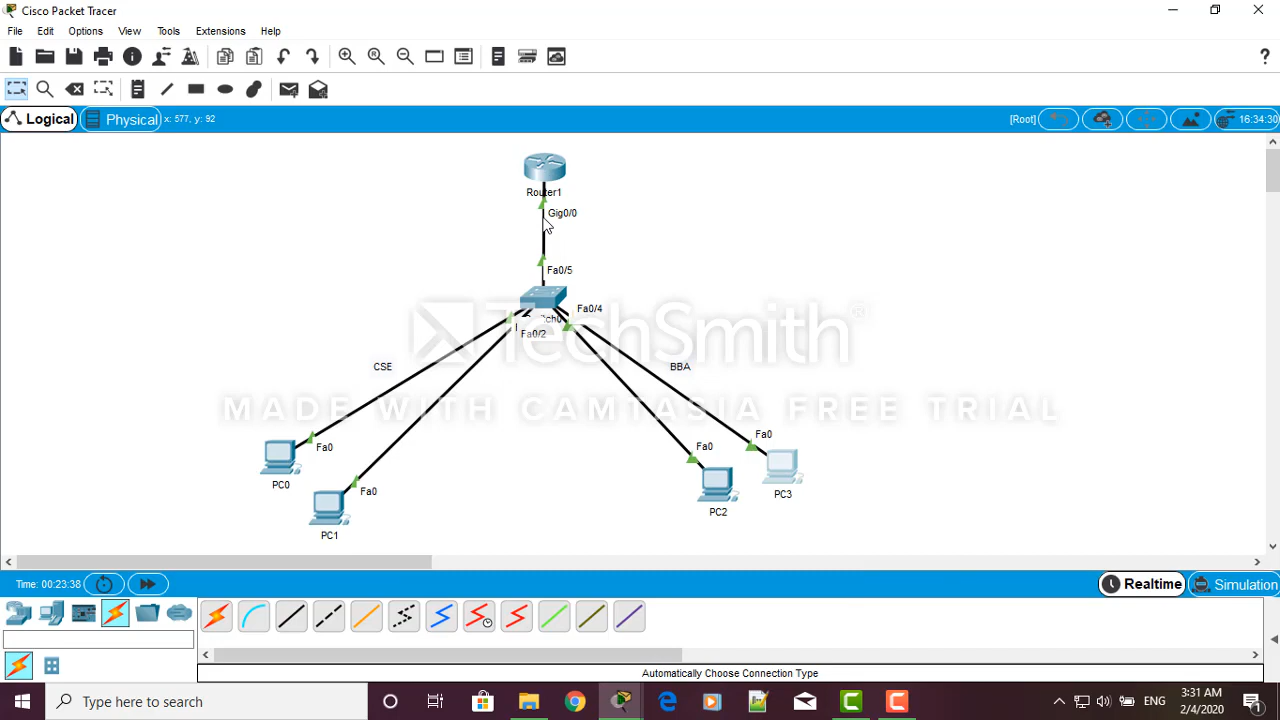 Cisco Packet Tracer
File Edit Options View Tools Extensions Help
Logical Physical x: 577, y: 92 [Root] 16:34:30
Router1
Gig0/0
Fa0/5
Fa0/4
Fa0/2
TechSmith®
CSE BBA
MADE WITH CAMTASIA FREE TRIAL
Fa0
Fa0
Fa0
Fa0
PC0
PC3
Fa0
PC2
PC1
Time: 00:23:38 Realtime Simulation
Automatically Choose Connection Type
Type here to search
ENG
3:31 AM
2/4/2020
1